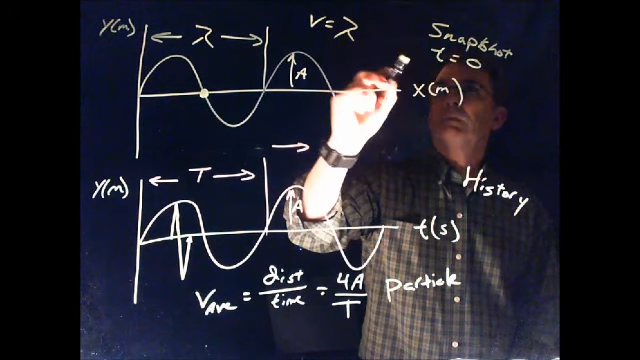 Y(m) ← λ → v = λ
Snapshot
t = 0
A
X(m)
Y(m) ← T → →
History
A
t(s)
VAve = dist/time = 4A/T particle